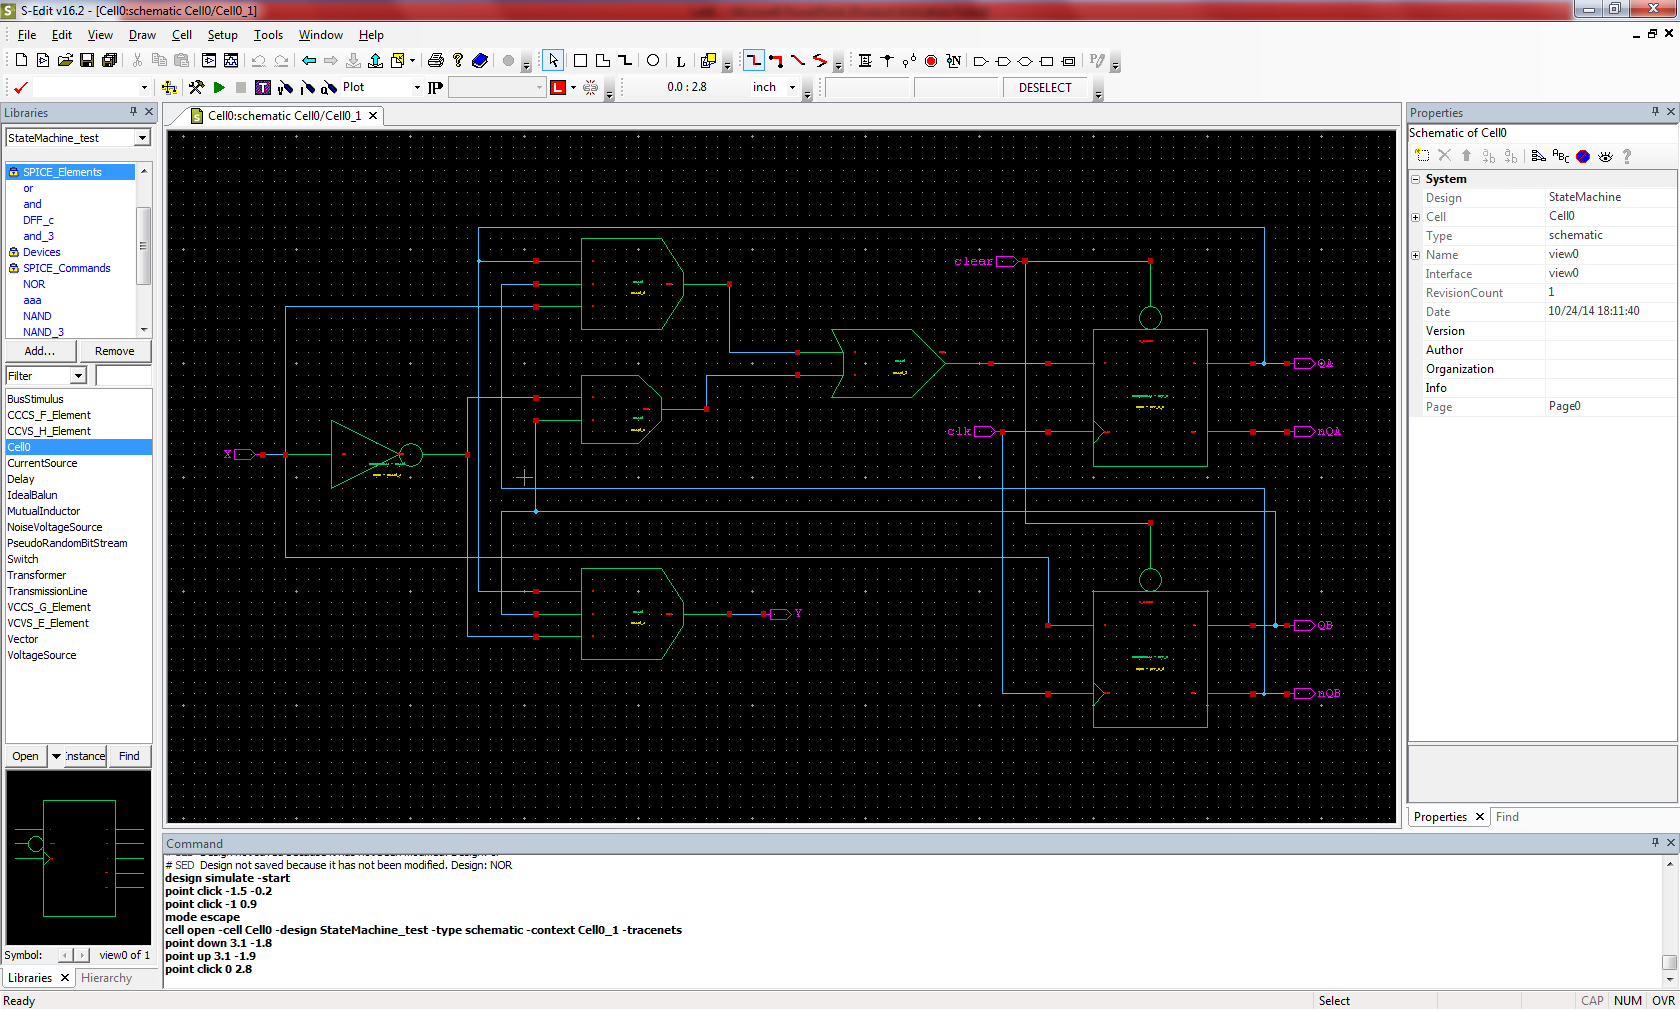 S-Edit v16.2 - [Cell0:schematic Cell0/Cell0_1]
File Edit View Draw Cell Setup Tools Window Help
Plot
0.0 : 2.8
inch
DESELECT
Libraries
StateMachine_test
SPICE_Elements
or
and
DFF_c
and_3
Devices
SPICE_Commands
NOR
aaa
NAND
NAND_3
Add... Remove
Filter
BusStimulus
CCCS_F_Element
CCVS_H_Element
Cell0
CurrentSource
Delay
IdealBalun
MutualInductor
NoiseVoltageSource
PseudoRandomBitStream
Switch
Transformer
TransmissionLine
VCCS_G_Element
VCVS_E_Element
Vector
VoltageSource
Open Instance Find
Symbol: view0 of 1
Libraries Hierarchy
Cell0:schematic Cell0/Cell0_1
clear
QA
clk
nQA
X
Y
QB
nQB
Command
# SED Design not saved because it has not been modified. Design: NOR
design simulate -start
point click -1.5 -0.2
point click -1 0.9
mode escape
cell open -cell Cell0 -design StateMachine_test -type schematic -context Cell0_1 -tracenets
point down 3.1 -1.8
point up 3.1 -1.9
point click 0 2.8
Properties
Schematic of Cell0
System
Design StateMachine
Cell Cell0
Type schematic
Name view0
Interface view0
RevisionCount 1
Date 10/24/14 18:11:40
Version
Author
Organization
Info
Page Page0
Properties Find
Ready
Select
CAP NUM OVR